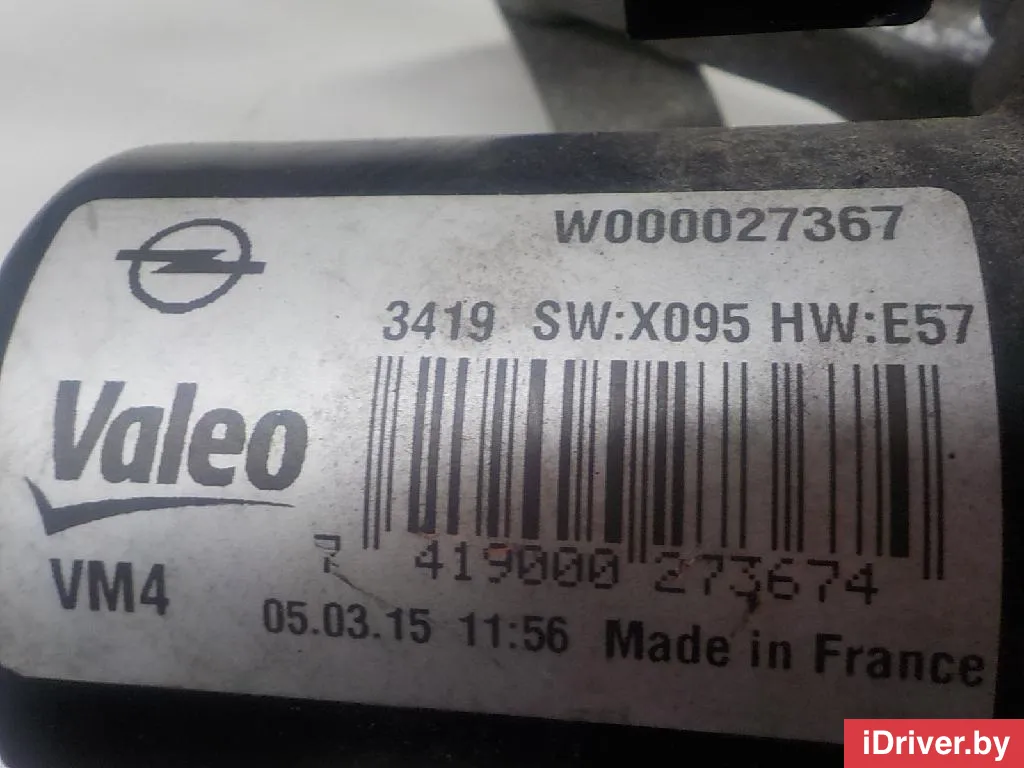 W000027367
3419 SW:X095 HW:E57
Valeo
VM4
419000 273674
05.03.15 11:56 Made in France
iDriver.by